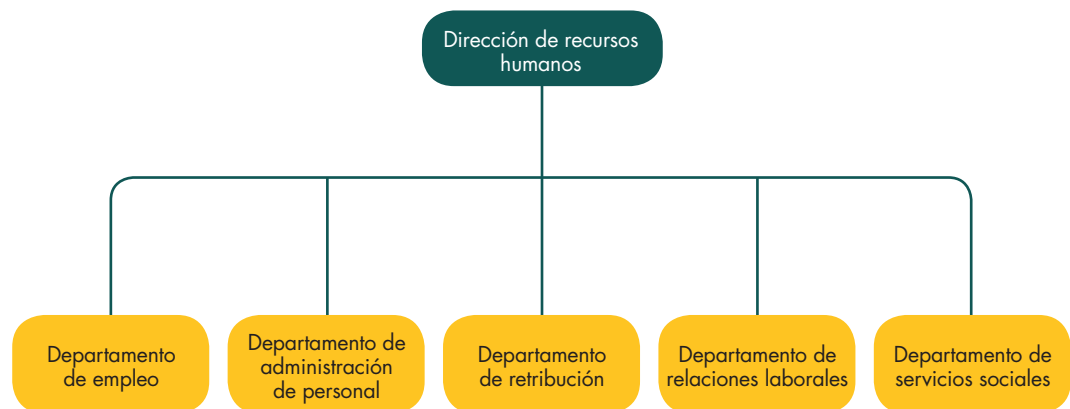 Dirección de recursos
humanos
Departamento
de empleo
Departamento de
administración
de personal
Departamento
de retribución
Departamento de
relaciones laborales
Departamento de
servicios sociales